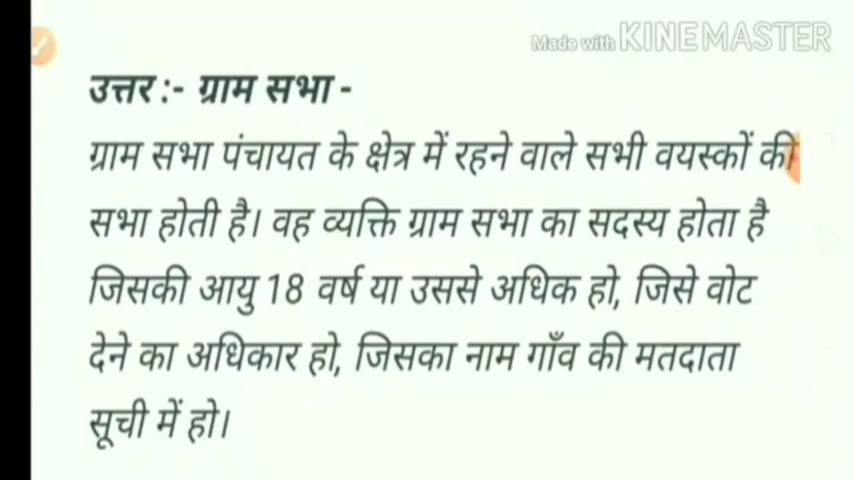 Made with KINEMASTER
उत्तर :- ग्राम सभा -
ग्राम सभा पंचायत के क्षेत्र में रहने वाले सभी वयस्कों की
सभा होती है। वह व्यक्ति ग्राम सभा का सदस्य होता है
जिसकी आयु 18 वर्ष या उससे अधिक हो, जिसे वोट
देने का अधिकार हो, जिसका नाम गाँव की मतदाता
सूची में हो।